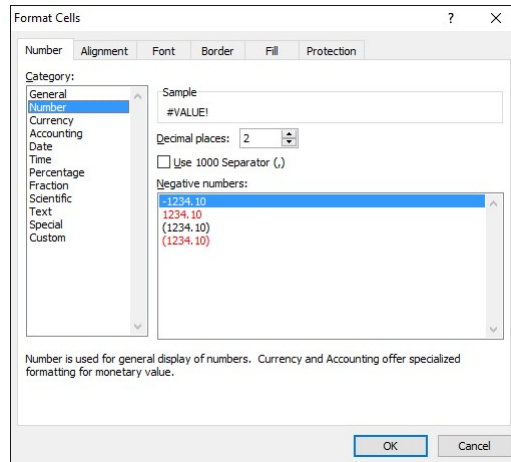 Format Cells ? X
Number Alignment Font Border Fill Protection
Category:
General
Number
Currency
Accounting
Date
Time
Percentage
Fraction
Scientific
Text
Special
Custom
Sample
#VALUE!
Decimal places: 2
Use 1000 Separator (,)
Negative numbers:
-1234.10
1234.10
(1234.10)
(1234.10)
Number is used for general display of numbers. Currency and Accounting offer specialized
formatting for monetary value.
OK Cancel